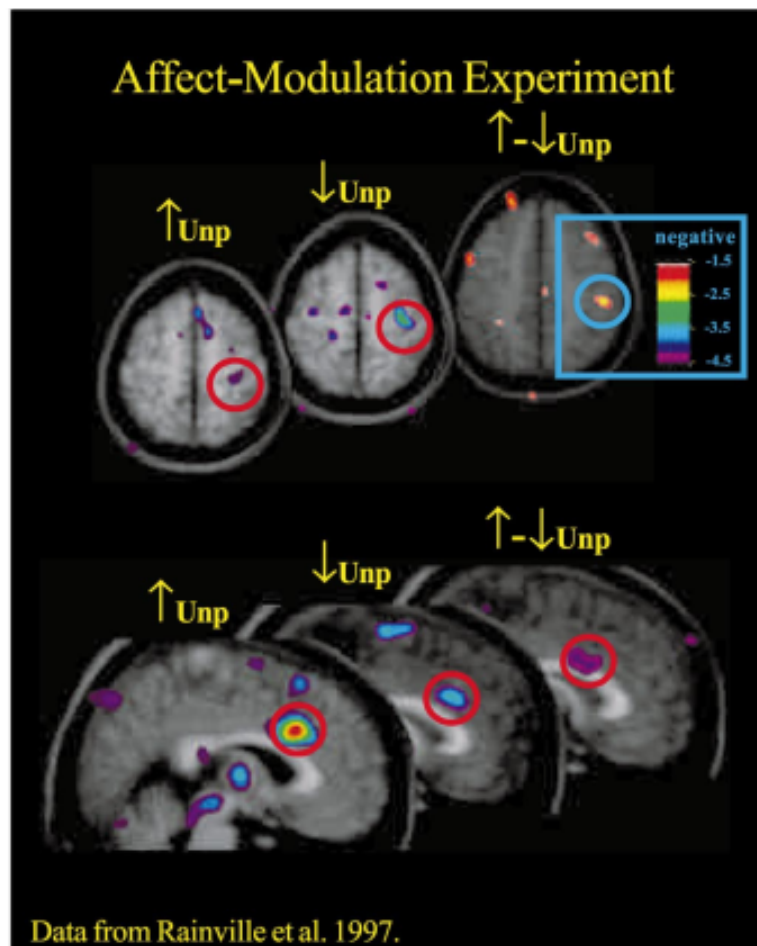 Affect-Modulation Experiment
↑-↓Unp
↓Unp
↑Unp
negative
-1.5
-2.5
-3.5
-4.5
↑-↓Unp
↓Unp
↑Unp
Data from Rainville et al. 1997.